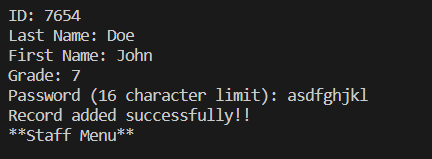 ID: 7654
Last Name: Doe
First Name: John
Grade: 7
Password (16 character limit): asdfghjkl
Record added successfully!!
**Staff Menu**